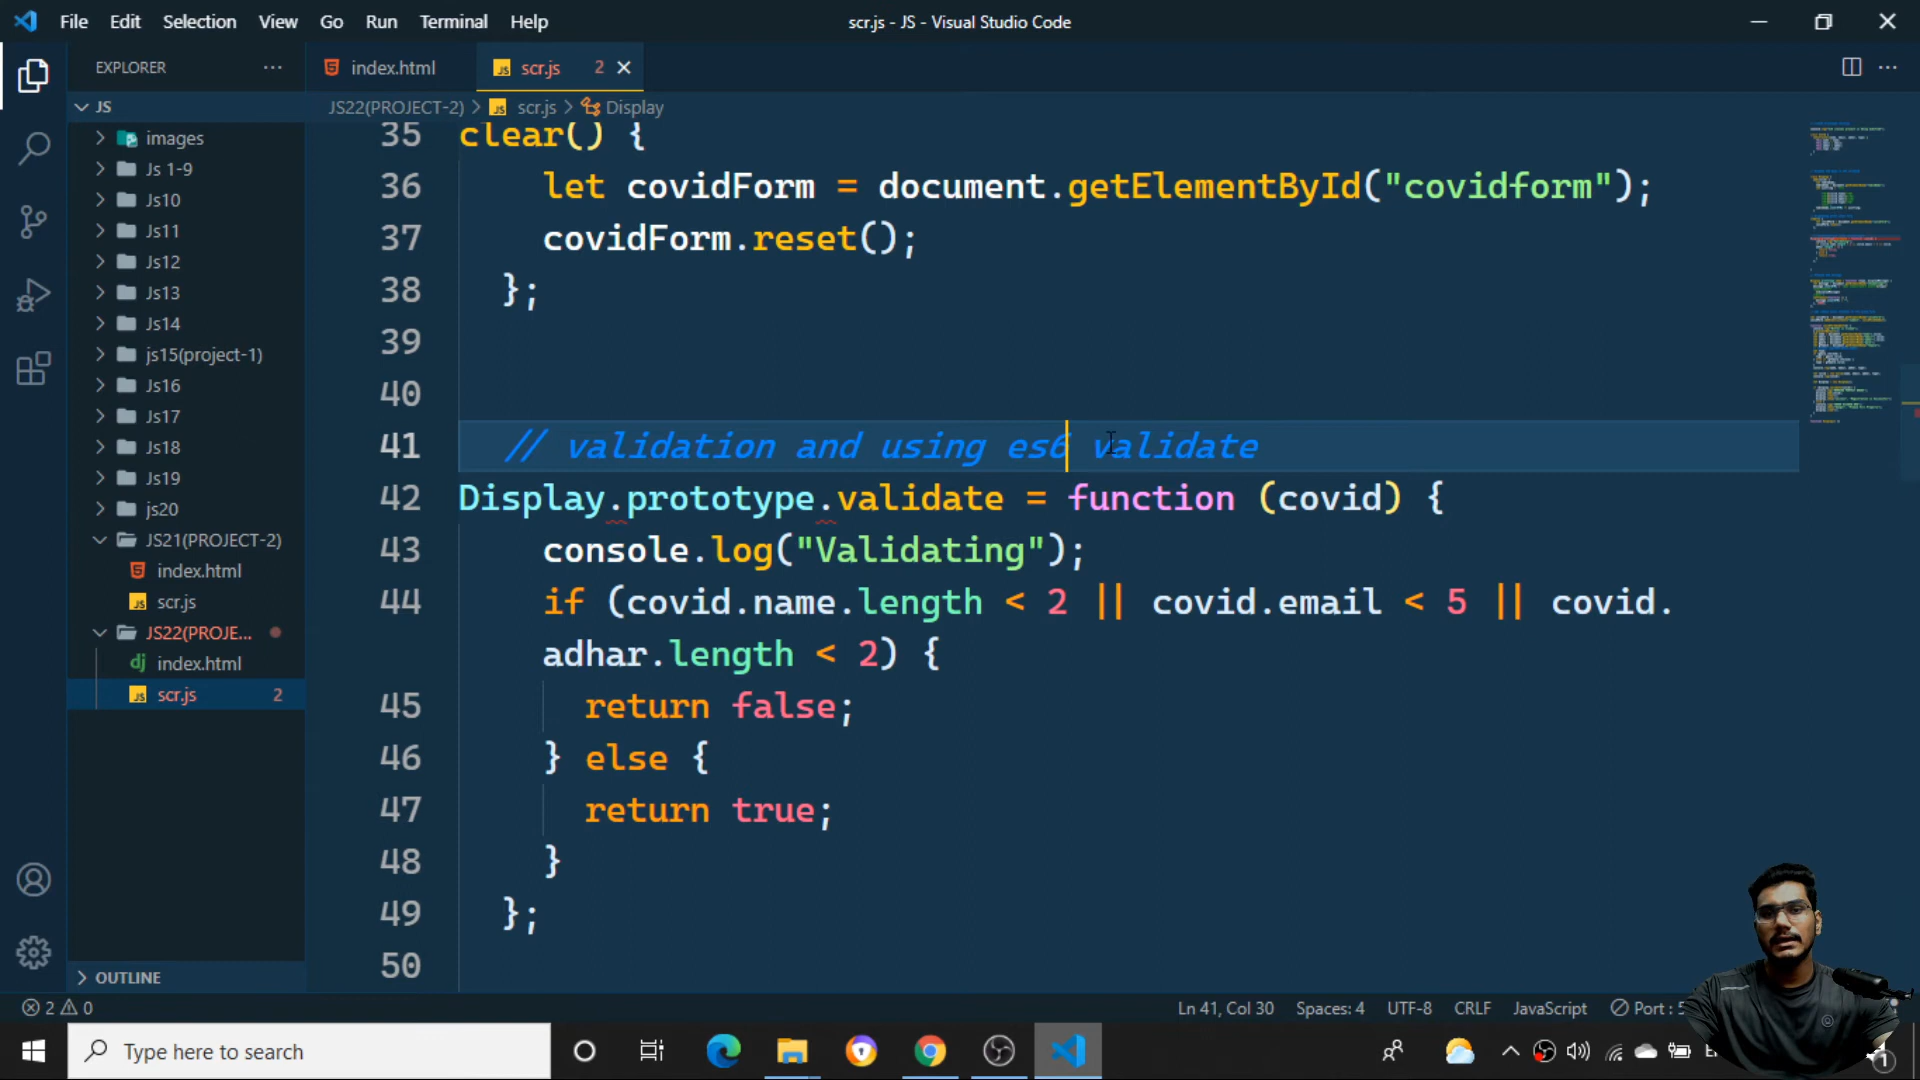 File Edit Selection View Go Run Terminal Help
scr.js - JS - Visual Studio Code
EXPLORER
index.html
scr.js 2
JS22(PROJECT-2) > scr.js > Display
JS
images
Js 1-9
Js10
Js11
Js12
Js13
Js14
js15(project-1)
Js16
Js17
Js18
Js19
js20
JS21(PROJECT-2)
index.html
scr.js
JS22(PROJE...
index.html
scr.js 2
OUTLINE
35 clear() {
36 let covidForm = document.getElementById("covidform");
37 covidForm.reset();
38 };
39
40
41 // validation and using es6 validate
42 Display.prototype.validate = function (covid) {
43 console.log("Validating");
44 if (covid.name.length < 2 || covid.email < 5 || covid.
adhar.length < 2) {
45 return false;
46 } else {
47 return true;
48 }
49 };
50
2 0
Ln 41, Col 30 Spaces: 4 UTF-8 CRLF JavaScript Port :
Type here to search
1